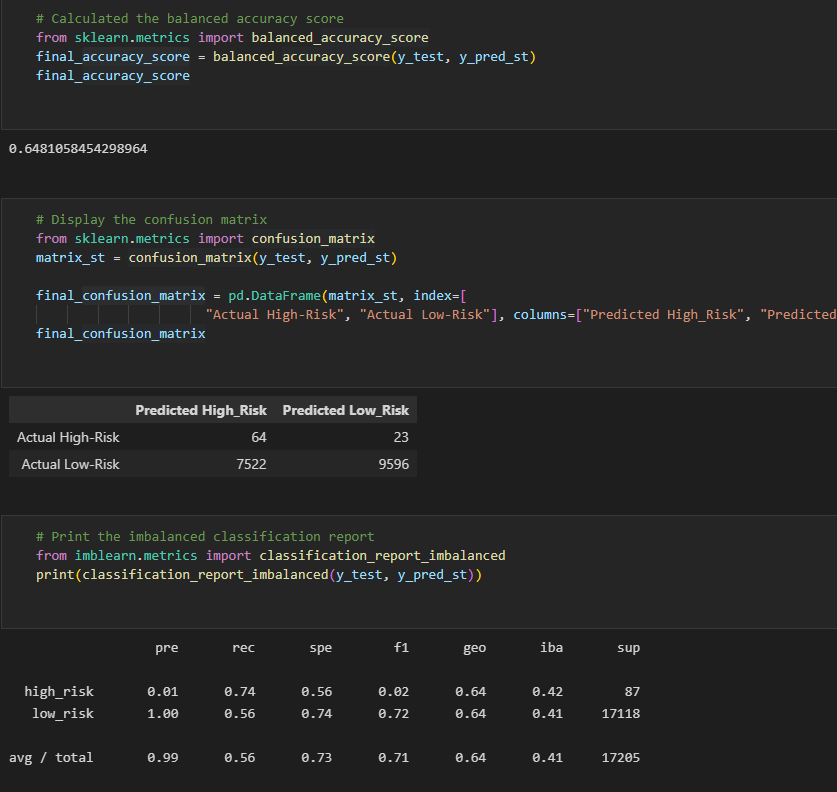 # Calculated the balanced accuracy score
from sklearn.metrics import balanced_accuracy_score
final_accuracy_score = balanced_accuracy_score(y_test, y_pred_st)
final_accuracy_score
0.6481058454298964
# Display the confusion matrix
from sklearn.metrics import confusion_matrix
matrix_st = confusion_matrix(y_test, y_pred_st)
final_confusion_matrix = pd.DataFrame(matrix_st, index=[
"Actual High-Risk", "Actual Low-Risk"], columns=["Predicted High_Risk", "Predicted
final_confusion_matrix
Predicted High_Risk Predicted Low_Risk
Actual High-Risk 64 23
Actual Low-Risk 7522 9596
# Print the imbalanced classification report
from imblearn.metrics import classification_report_imbalanced
print(classification_report_imbalanced(y_test, y_pred_st))
pre rec spe f1 geo iba sup
high_risk 0.01 0.74 0.56 0.02 0.64 0.42 87
low_risk 1.00 0.56 0.74 0.72 0.64 0.41 17118
avg / total 0.99 0.56 0.73 0.71 0.64 0.41 17205